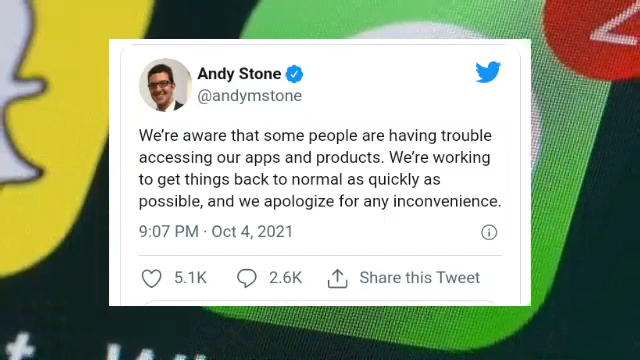 Andy Stone
@andymstone
We're aware that some people are having trouble
accessing our apps and products. We're working
to get things back to normal as quickly as
possible, and we apologize for any inconvenience.
9:07 PM · Oct 4, 2021
5.1K 2.6K Share this Tweet